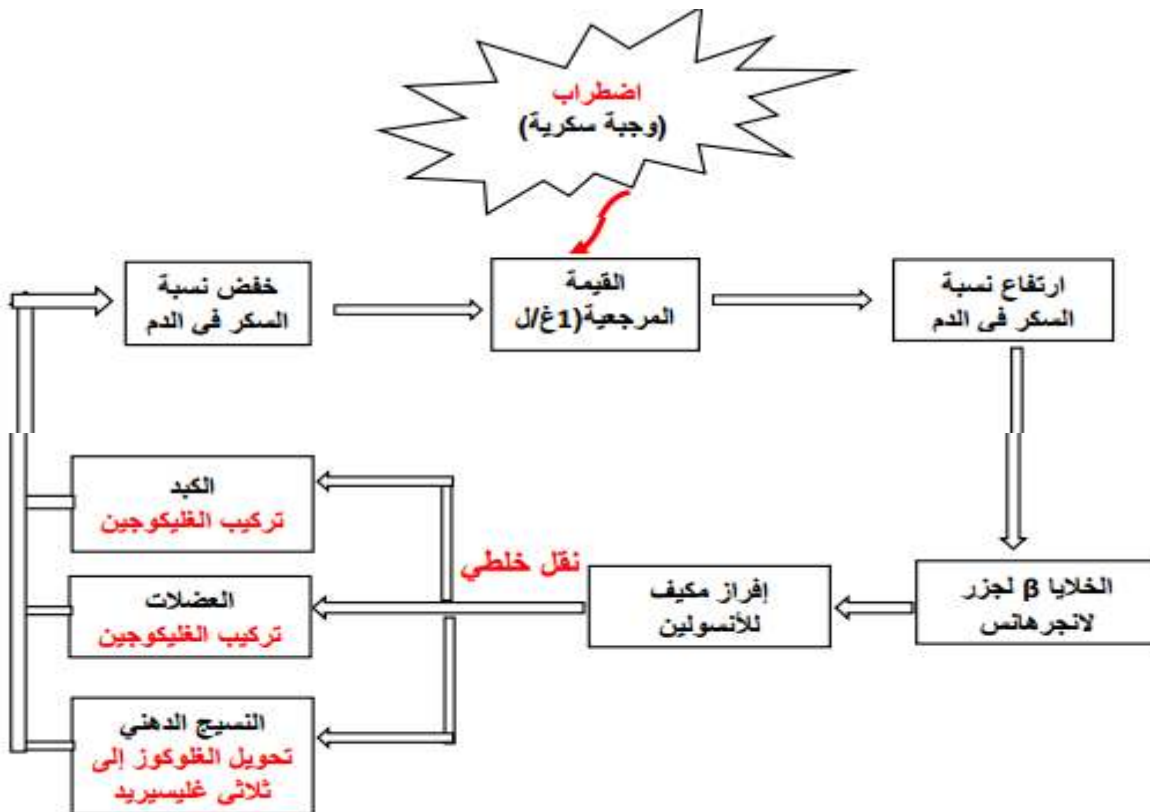 اضطراب
(وجبة سكرية)
خفض نسبة
السكر فى الدم
القيمة
المرجعية(1غ/ل
ارتفاع نسبة
السكر فى الدم
الكبد
تركيب الغليكوجين
نقل خلطي
العضلات
تركيب الغليكوجين
إفراز مكيف
للأنسولين
الخلايا β لجزر
لانجرهانس
النسيج الدهني
تحويل الغلوكوز إلى
ثلاثى غليسيريد